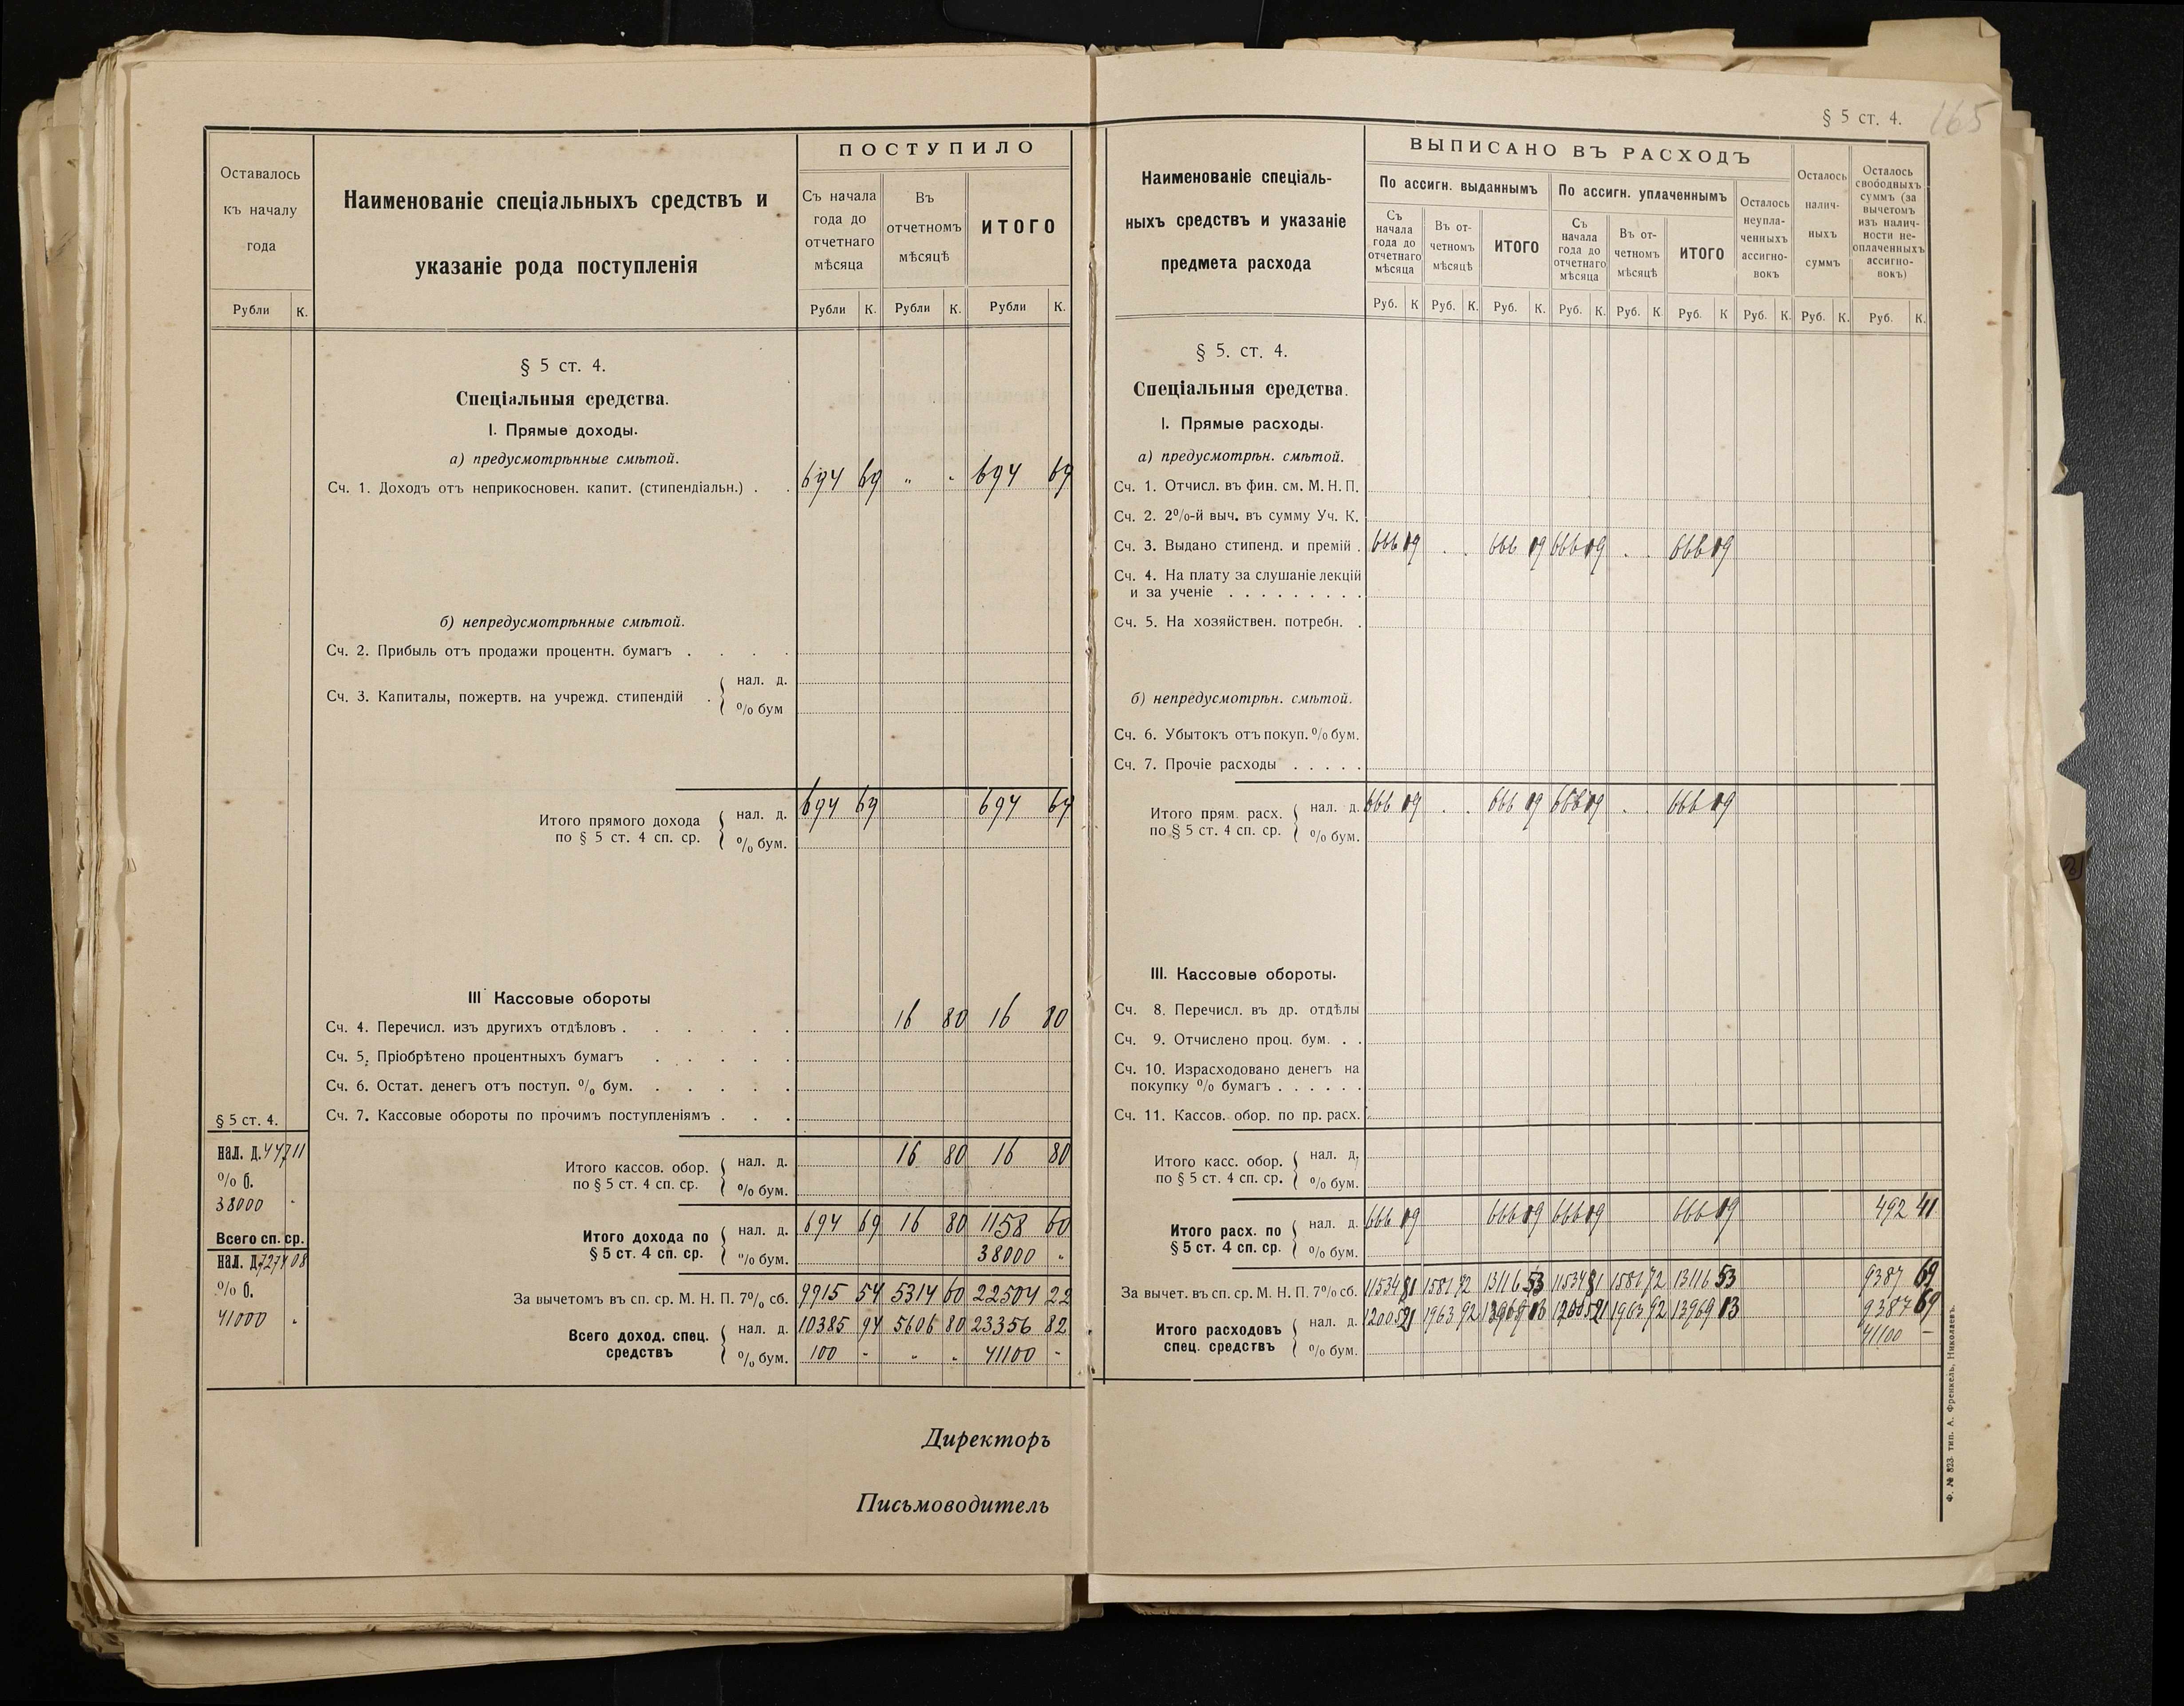 § 5 ст. 4.
165
Оставалось
къ началу
года
Рубли К.
Наименованіе спеціальныхъ средствъ и
указаніе рода поступленія
ПОСТУПИЛО
Съ начала
года до
отчетнаго
мѣсяца
Въ
отчетномъ
мѣсяцѣ
ИТОГО
Рубли К. Рубли К. Рубли К.
§ 5 ст. 4.
Спеціальныя средства.
I. Прямые доходы.
а) предусмотрѣнные смѣтой.
Сч. 1. Доходъ отъ неприкосновен. капит. (стипендіальн.) . . 694 69 " - 694 69
б) непредусмотрѣнные смѣтой.
Сч. 2. Прибыль отъ продажи процентн. бумагъ . . . .
Сч. 3. Капиталы, пожертв. на учрежд. стипендій . { нал. д.
% бум
Итого прямого дохода
по § 5 ст. 4 сп. ср. { нал. д. 694 69 694 69
% бум.
III Кассовые обороты
Сч. 4. Перечисл. изъ другихъ отдѣловъ . . . . . . 16 80 16 80
Сч. 5. Пріобрѣтено процентныхъ бумагъ . . . . .
Сч. 6. Остат. денегъ отъ поступ. % бум. . . . . .
Сч. 7. Кассовые обороты по прочимъ поступленіямъ . . .
§ 5 ст. 4.
нал. д. 447 11
% б.
38000 -
Всего сп. ср.
нал. д. 7274 08
% б.
41000 -
Итого кассов. обор.
по § 5 ст. 4 сп. ср. { нал. д. 16 80 16 80
% бум.
Итого дохода по
§ 5 ст. 4 сп. ср. { нал. д. 694 69 16 80 1158 60
% бум. 38000 "
За вычетомъ въ сп. ср. М. Н. П. 7% сб. 9915 54 5314 60 22504 22
Всего доход. спец.
средствъ { нал. д. 10385 94 5606 80 23356 82
% бум. 100 - " " 41100 -
Директоръ
Письмоводитель
Наименованіе спеціаль-
ныхъ средствъ и указаніе
предмета расхода
ВЫПИСАНО ВЪ РАСХОДЪ
По ассигн. выданнымъ
По ассигн. уплаченнымъ
Съ
начала
года до
отчетнаго
мѣсяца
Въ от-
четномъ
мѣсяцѣ
ИТОГО
Съ
начала
года до
отчетнаго
мѣсяца
Въ от-
четномъ
мѣсяцѣ
ИТОГО
Осталось
неупла-
ченныхъ
ассигно-
вокъ
Осталось
налич-
ныхъ
суммъ
Осталось
свободныхъ
суммъ (за
вычетомъ
изъ налич-
ности не-
оплаченныхъ
ассигно-
вокъ)
Руб. К Руб. К. Руб. К. Руб. К. Руб. К Руб. К Руб. К. Руб. К. Руб. К.
§ 5. ст. 4.
Спеціальныя средства.
I. Прямые расходы.
а) предусмотрѣн. смѣтой.
Сч. 1. Отчисл. въ фин. см. М. Н. П.
Сч. 2. 2%-й выч. въ сумму Уч. К.
Сч. 3. Выдано стипенд. и премій . 666 19 . . 666 19 666 19 . . 666 19
Сч. 4. На плату за слушаніе лекцій
и за ученіе . . . . . . . . .
Сч. 5. На хозяйствен. потребн. .
б) непредусмотрѣн. смѣтой.
Сч. 6. Убытокъ отъ покуп. % бум.
Сч. 7. Прочіе расходы . . . . .
Итого прям. расх.
по § 5 ст. 4 сп. ср. { нал. д. 666 19 . . 666 19 666 19 . . 666 19
% бум.
III. Кассовые обороты.
Сч. 8. Перечисл. въ др. отдѣлы
Сч. 9. Отчислено проц. бум. . .
Сч. 10. Израсходовано денегъ на
покупку % бумагъ . . . . . .
Сч. 11. Кассов. обор. по пр. расх.
Итого касс. обор.
по § 5 ст. 4 сп. ср. { нал. д.
% бум.
Итого расх. по
§ 5 ст. 4 сп. ср. { нал. д. 666 19 666 19 666 19 666 19 492 41
% бум.
За вычет. въ сп. ср. М. Н. П. 7% сб. 11534 81 1581 72 13116 53 11534 81 1581 72 13116 53 9387 69
Итого расходовъ
спец. средствъ { нал. д. 12005 21 1963 92 13969 13 12005 21 1963 92 13969 13 9387 69
% бум. 41100 -
Ф. № 823. тип. А. Френкель, Николаевъ.